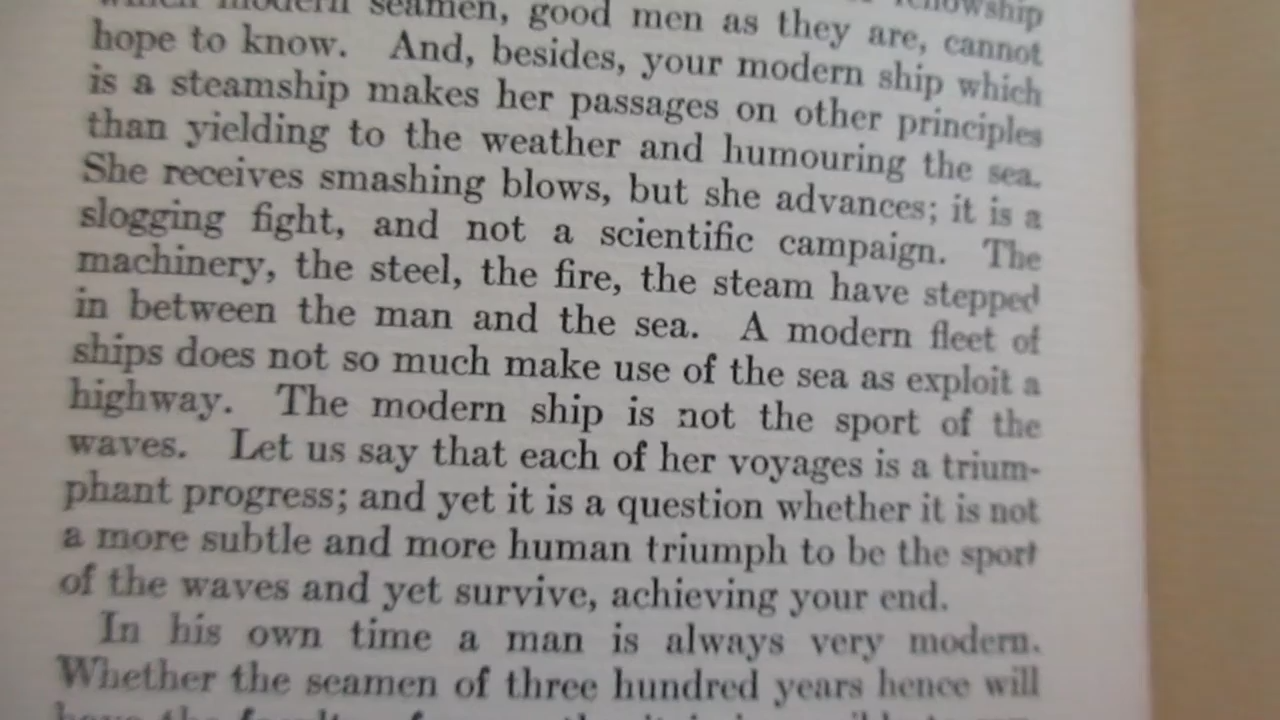 modern seamen, good men as they are, cannot
hope to know. And, besides, your modern ship which
is a steamship makes her passages on other principles
than yielding to the weather and humouring the sea.
She receives smashing blows, but she advances; it is a
slogging fight, and not a scientific campaign. The
machinery, the steel, the fire, the steam have stepped
in between the man and the sea. A modern fleet of
ships does not so much make use of the sea as exploit a
highway. The modern ship is not the sport of the
waves. Let us say that each of her voyages is a trium-
phant progress; and yet it is a question whether it is not
a more subtle and more human triumph to be the sport
of the waves and yet survive, achieving your end.
In his own time a man is always very modern.
Whether the seamen of three hundred years hence will